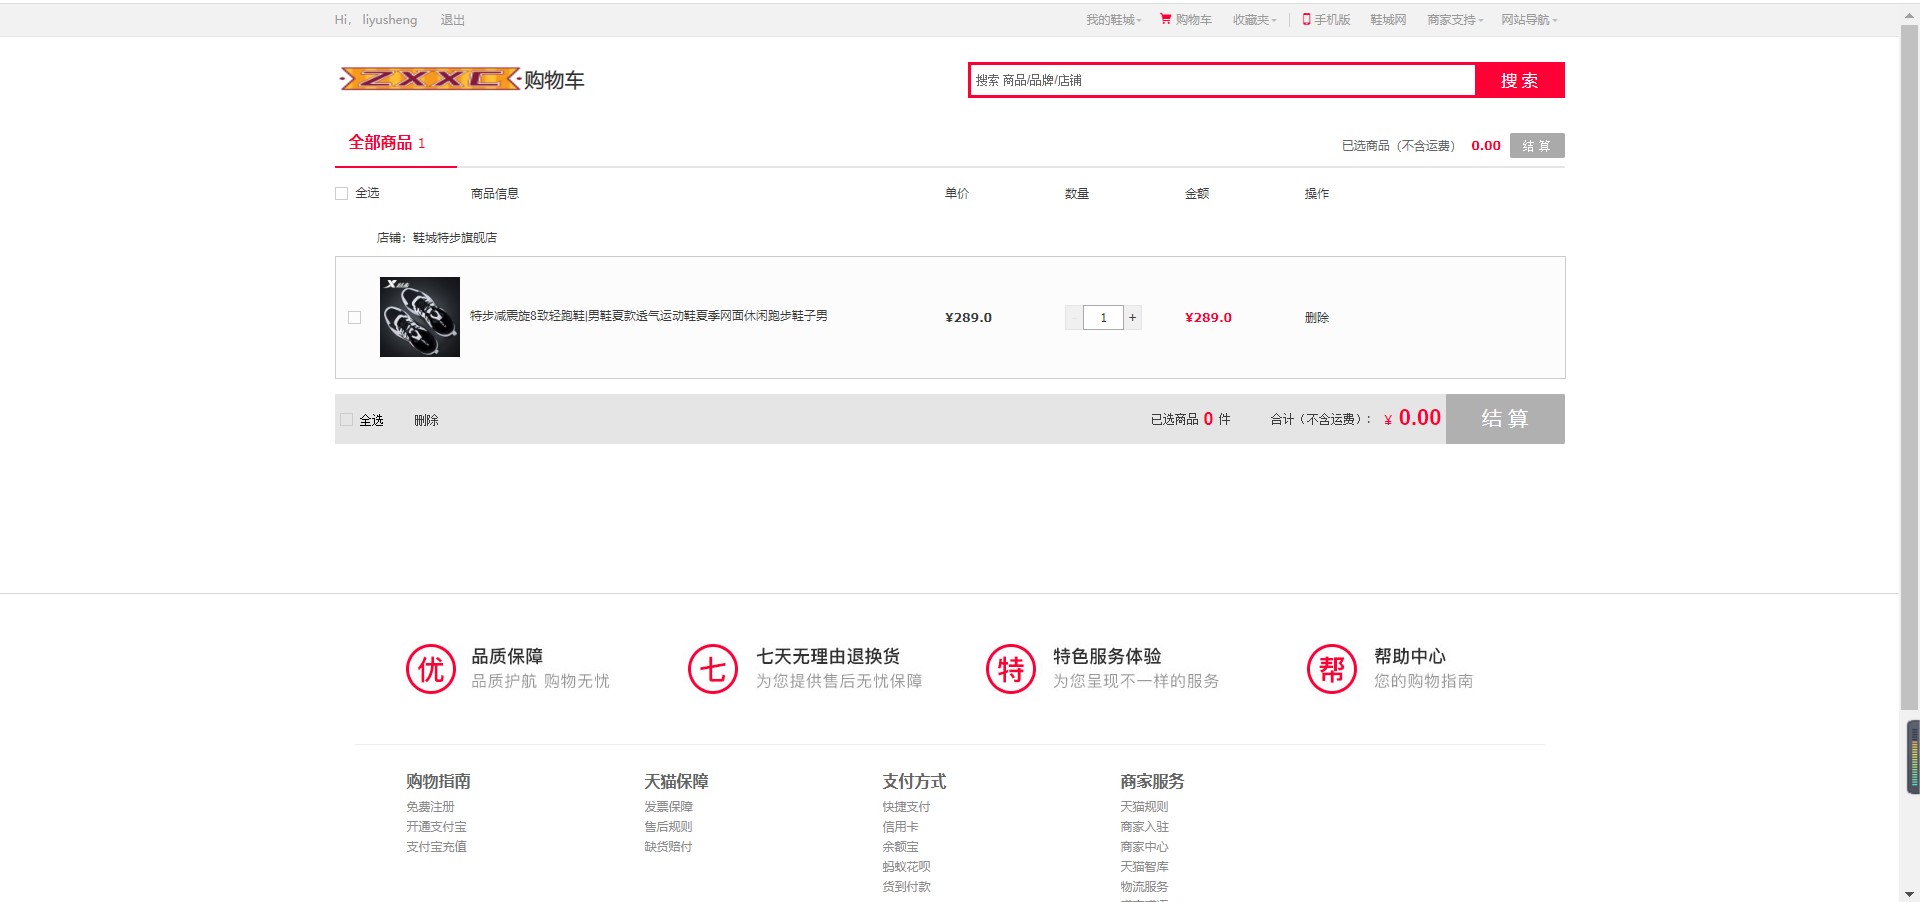 Hi, liyusheng 退出 我的鞋城 购物车 收藏夹 手机版 鞋城网 商家支持 网站导航
ZXXC 购物车 搜索 商品/品牌/店铺 搜索
全部商品 1 已选商品（不含运费） 0.00 结算
全选 商品信息 单价 数量 金额 操作
店铺：鞋城特步旗舰店
特步减震旋8致轻跑鞋|男鞋夏款透气运动鞋夏季网面休闲跑步鞋子男 ¥289.0 - 1 + ¥289.0 删除
全选 删除 已选商品 0 件 合计（不含运费）： ¥ 0.00 结算
优 品质保障 七 七天无理由退换货 特 特色服务体验 帮 帮助中心
品质护航 购物无忧 为您提供售后无忧保障 为您呈现不一样的服务 您的购物指南
购物指南 天猫保障 支付方式 商家服务
免费注册 发票保障 快捷支付 天猫规则
开通支付宝 售后规则 信用卡 商家入驻
支付宝充值 缺货赔付 余额宝 商家中心
蚂蚁花呗 天猫智库
货到付款 物流服务